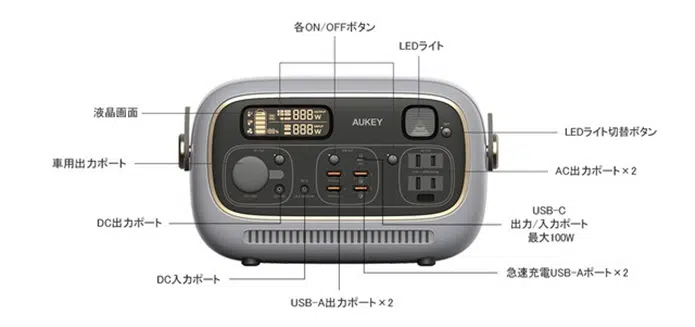 各ON/OFFボタン
LEDライト
液晶画面
AUKEY
LEDライト切替ボタン
車用出力ポート
AC出力ポート×2
DC出力ポート
USB-C
出力/入力ポート
最大100W
DC入力ポート
急速充電USB-Aポート×2
USB-A出力ポート×2
888
W
888
W